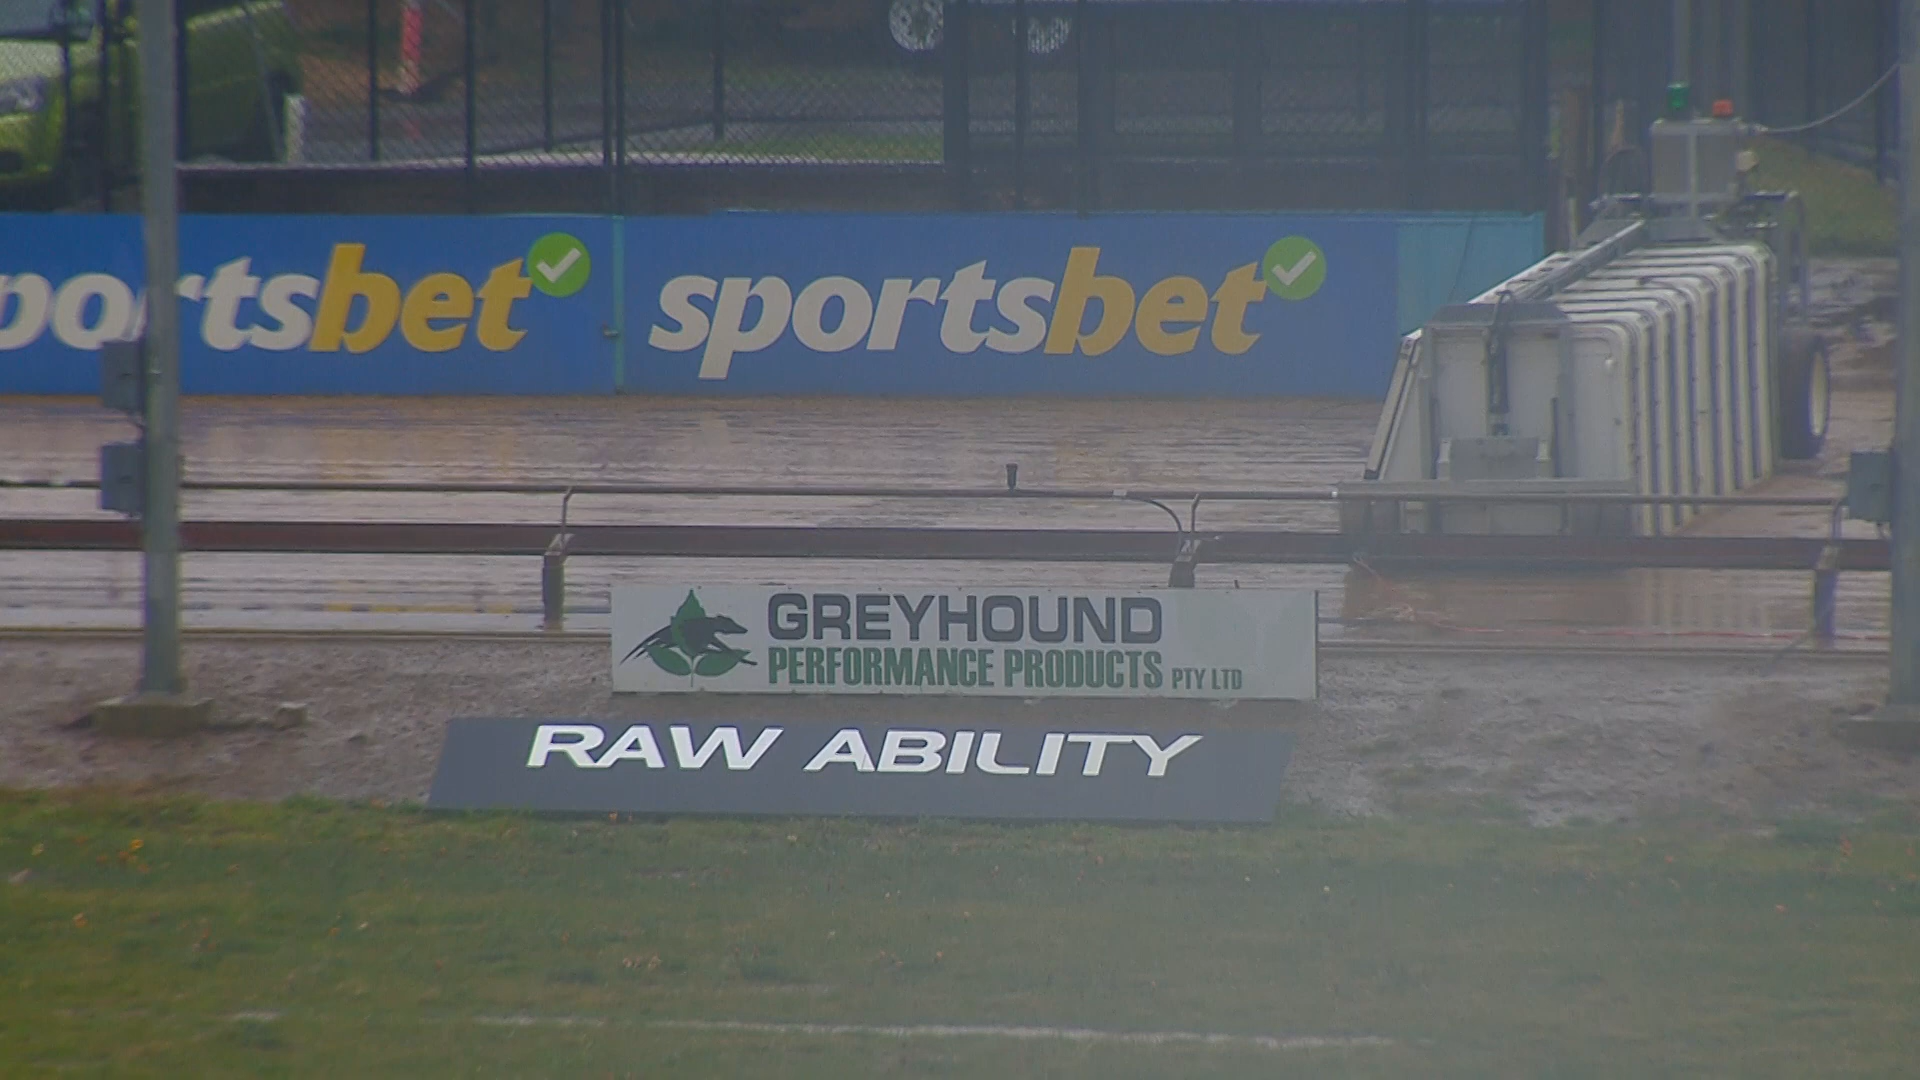 sportsbet
sportsbet
GREYHOUND
PERFORMANCE PRODUCTS PTY LTD
RAW ABILITY